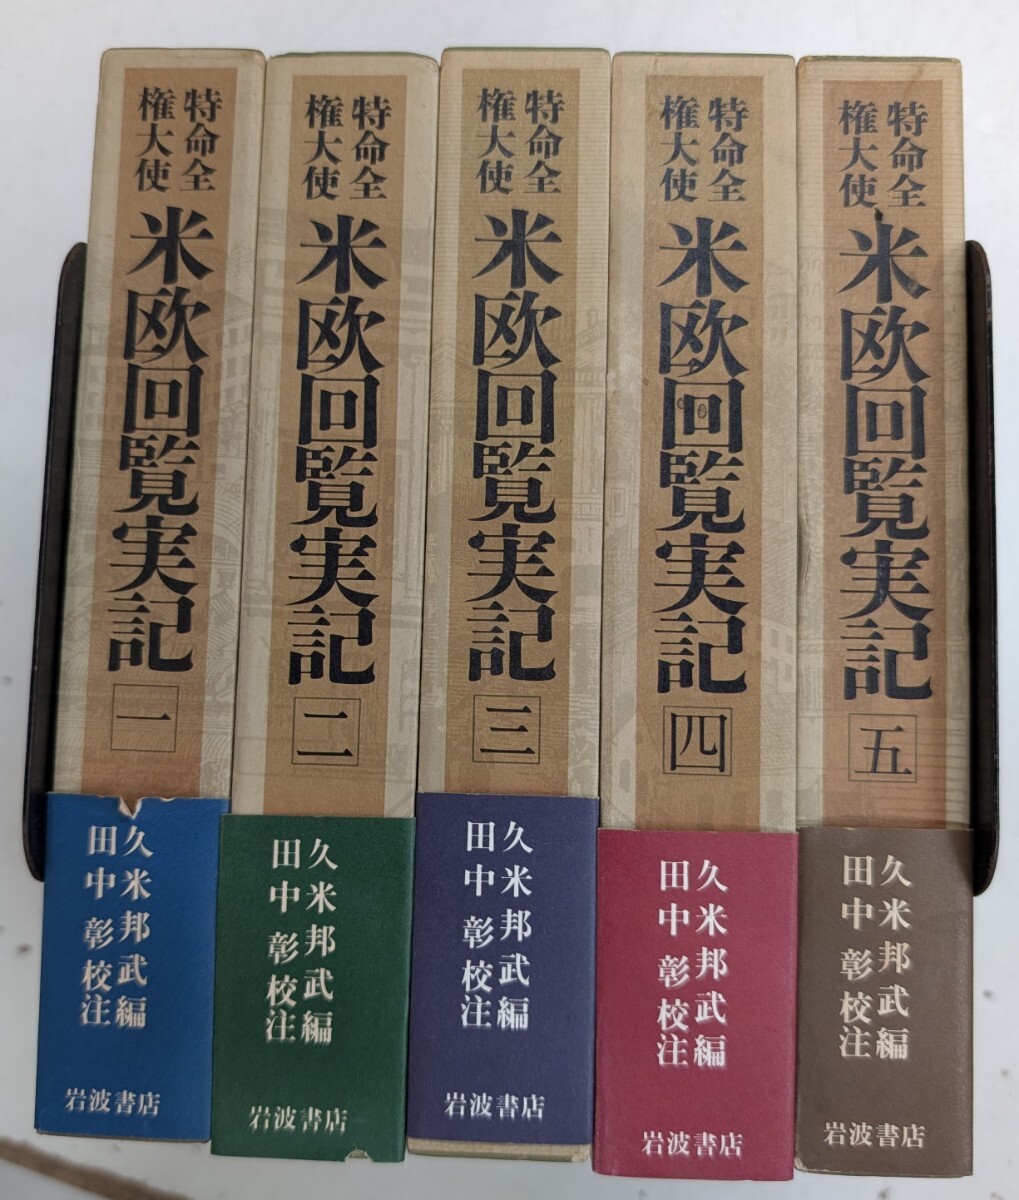 特命全
権大使
米欧回覧実記
一
久米邦武編
田中彰校注
岩波書店
特命全
権大使
米欧回覧実記
二
久米邦武編
田中彰校注
岩波書店
特命全
権大使
米欧回覧実記
三
久米邦武編
田中彰校注
岩波書店
特命全
権大使
米欧回覧実記
四
久米邦武編
田中彰校注
岩波書店
特命全
権大使
米欧回覧実記
五
久米邦武編
田中彰校注
岩波書店